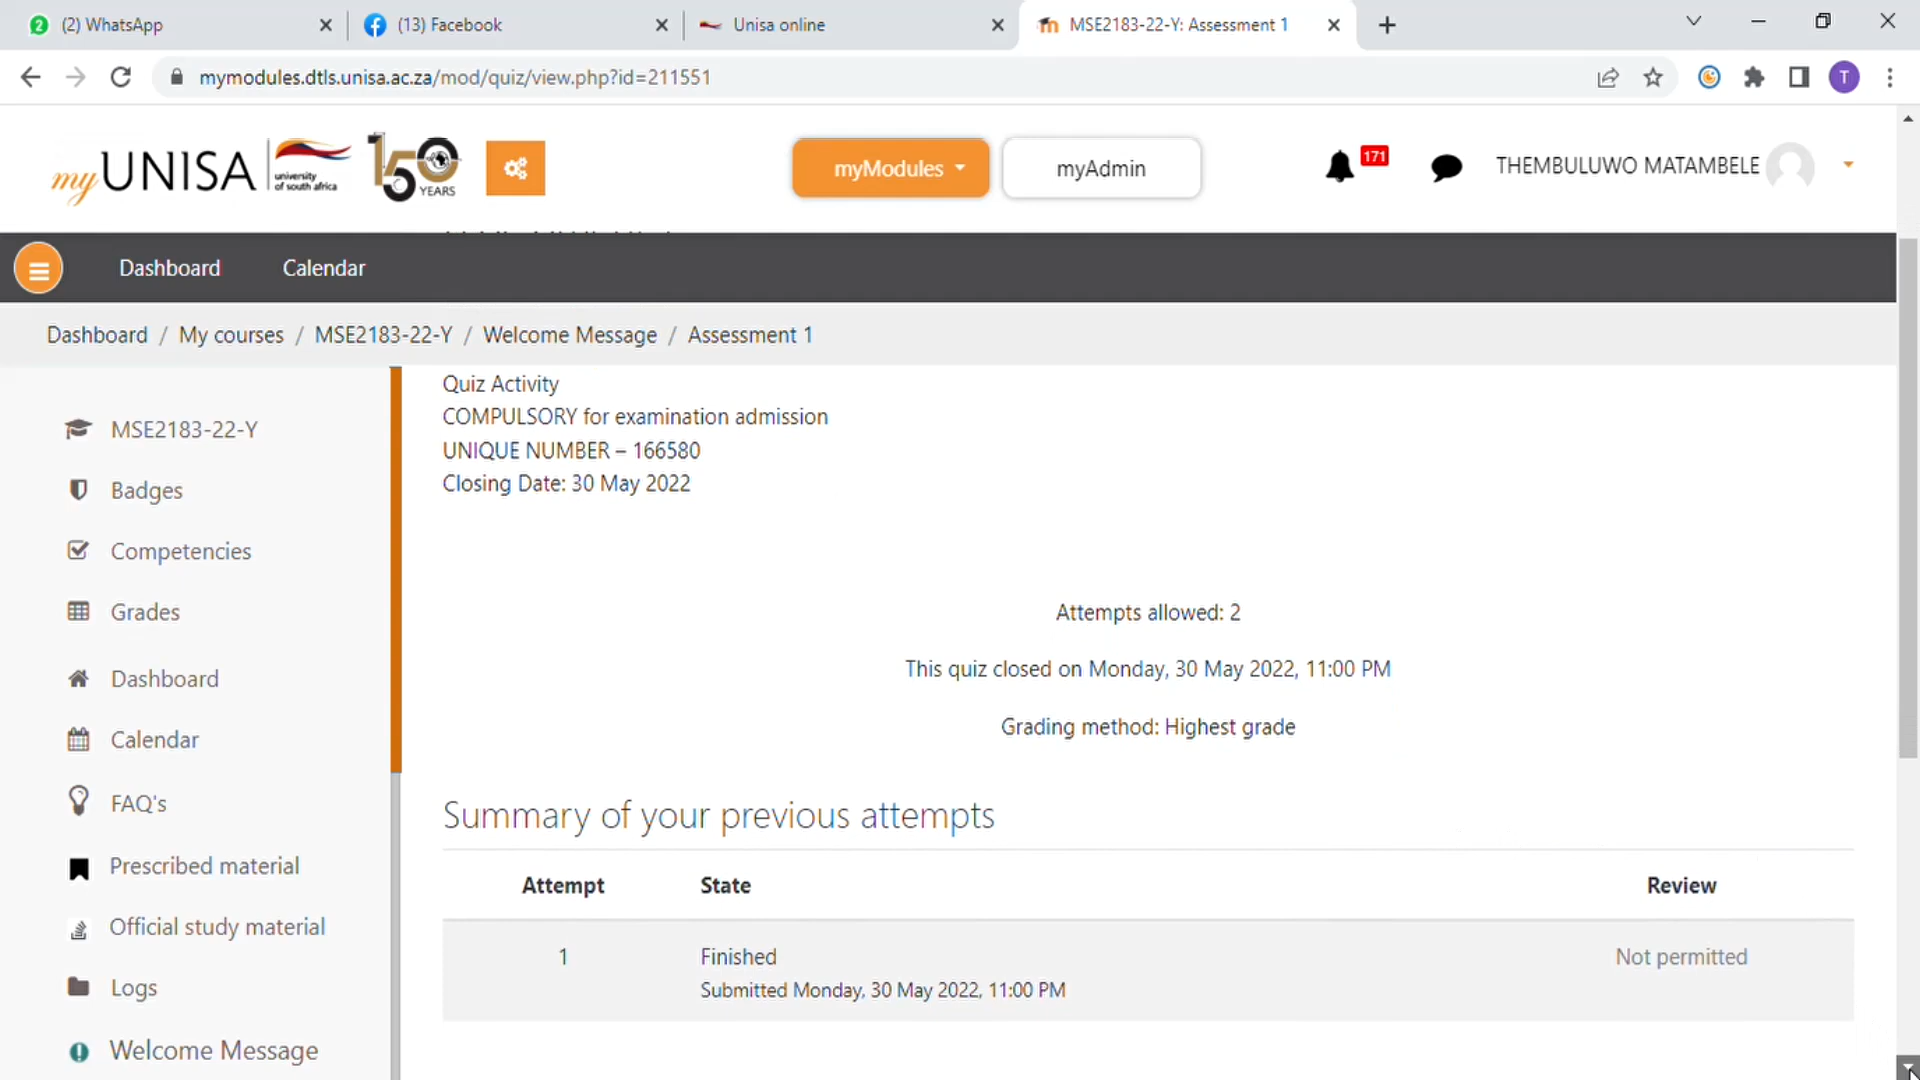 (2) WhatsApp
(13) Facebook
Unisa online
MSE2183-22-Y: Assessment 1
mymodules.dtls.unisa.ac.za/mod/quiz/view.php?id=211551
T
myUNISA
university
of south africa
150
YEARS
myModules
myAdmin
171
THEMBULUWO MATAMBELE
Dashboard
Calendar
Dashboard / My courses / MSE2183-22-Y / Welcome Message / Assessment 1
MSE2183-22-Y
Badges
Competencies
Grades
Dashboard
Calendar
FAQ's
Prescribed material
Official study material
Logs
Welcome Message
Quiz Activity
COMPULSORY for examination admission
UNIQUE NUMBER – 166580
Closing Date: 30 May 2022
Attempts allowed: 2
This quiz closed on Monday, 30 May 2022, 11:00 PM
Grading method: Highest grade
Summary of your previous attempts
Attempt State Review
1 Finished Not permitted
Submitted Monday, 30 May 2022, 11:00 PM